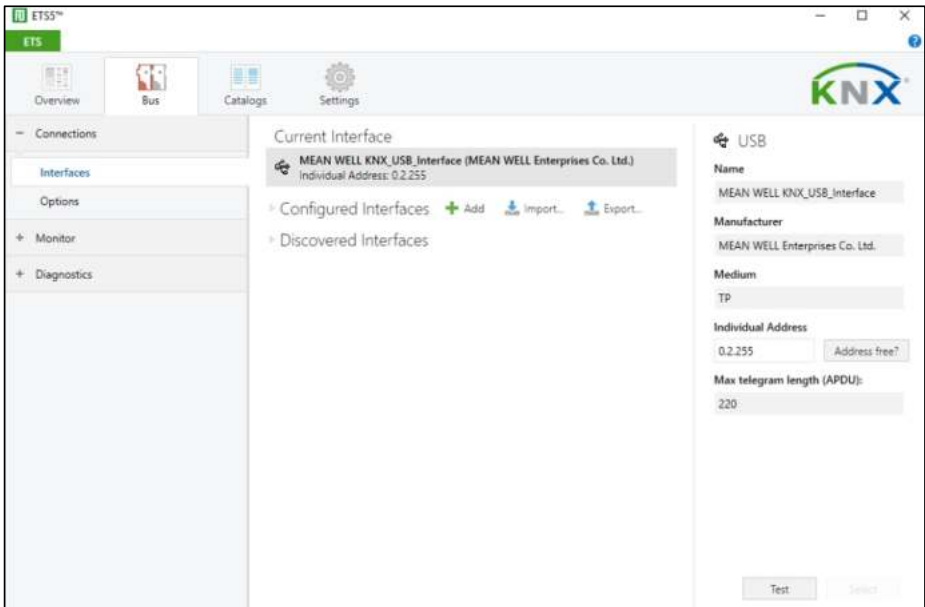 ETS5™
ETS
Overview
Bus
Catalogs
Settings
KNX
Connections
Interfaces
Options
Monitor
Diagnostics
Current Interface
MEAN WELL KNX_USB_Interface (MEAN WELL Enterprises Co. Ltd.)
Individual Address: 0.2.255
Configured Interfaces + Add Import... Export...
Discovered Interfaces
USB
Name
MEAN WELL KNX_USB_Interface
Manufacturer
MEAN WELL Enterprises Co. Ltd.
Medium
TP
Individual Address
0.2.255 Address free?
Max telegram length (APDU):
220
Test Select